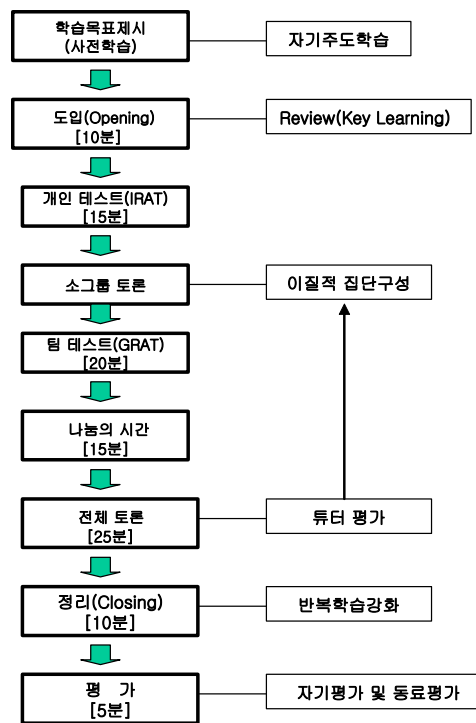 학습목표제시
(사전학습)
자기주도학습
도입(Opening)
[10분]
Review(Key Learning)
개인 테스트(IRAT)
[15분]
소그룹 토론
이질적 집단구성
팀 테스트(GRAT)
[20분]
나눔의 시간
[15분]
전체 토론
[25분]
튜터 평가
정리(Closing)
[10분]
반복학습강화
평 가
[5분]
자기평가 및 동료평가